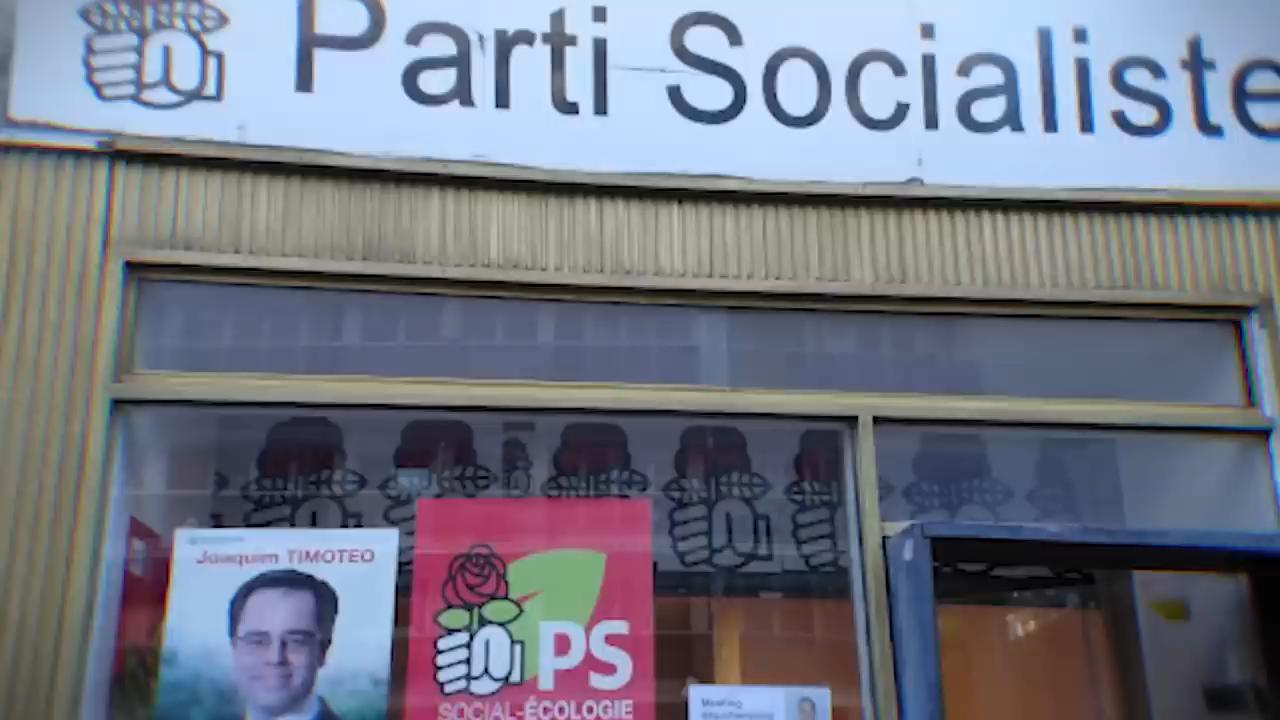 Parti Socialiste
Joaquim TIMOTEO
PS
SOCIAL-ÉCOLOGIE
Meeting